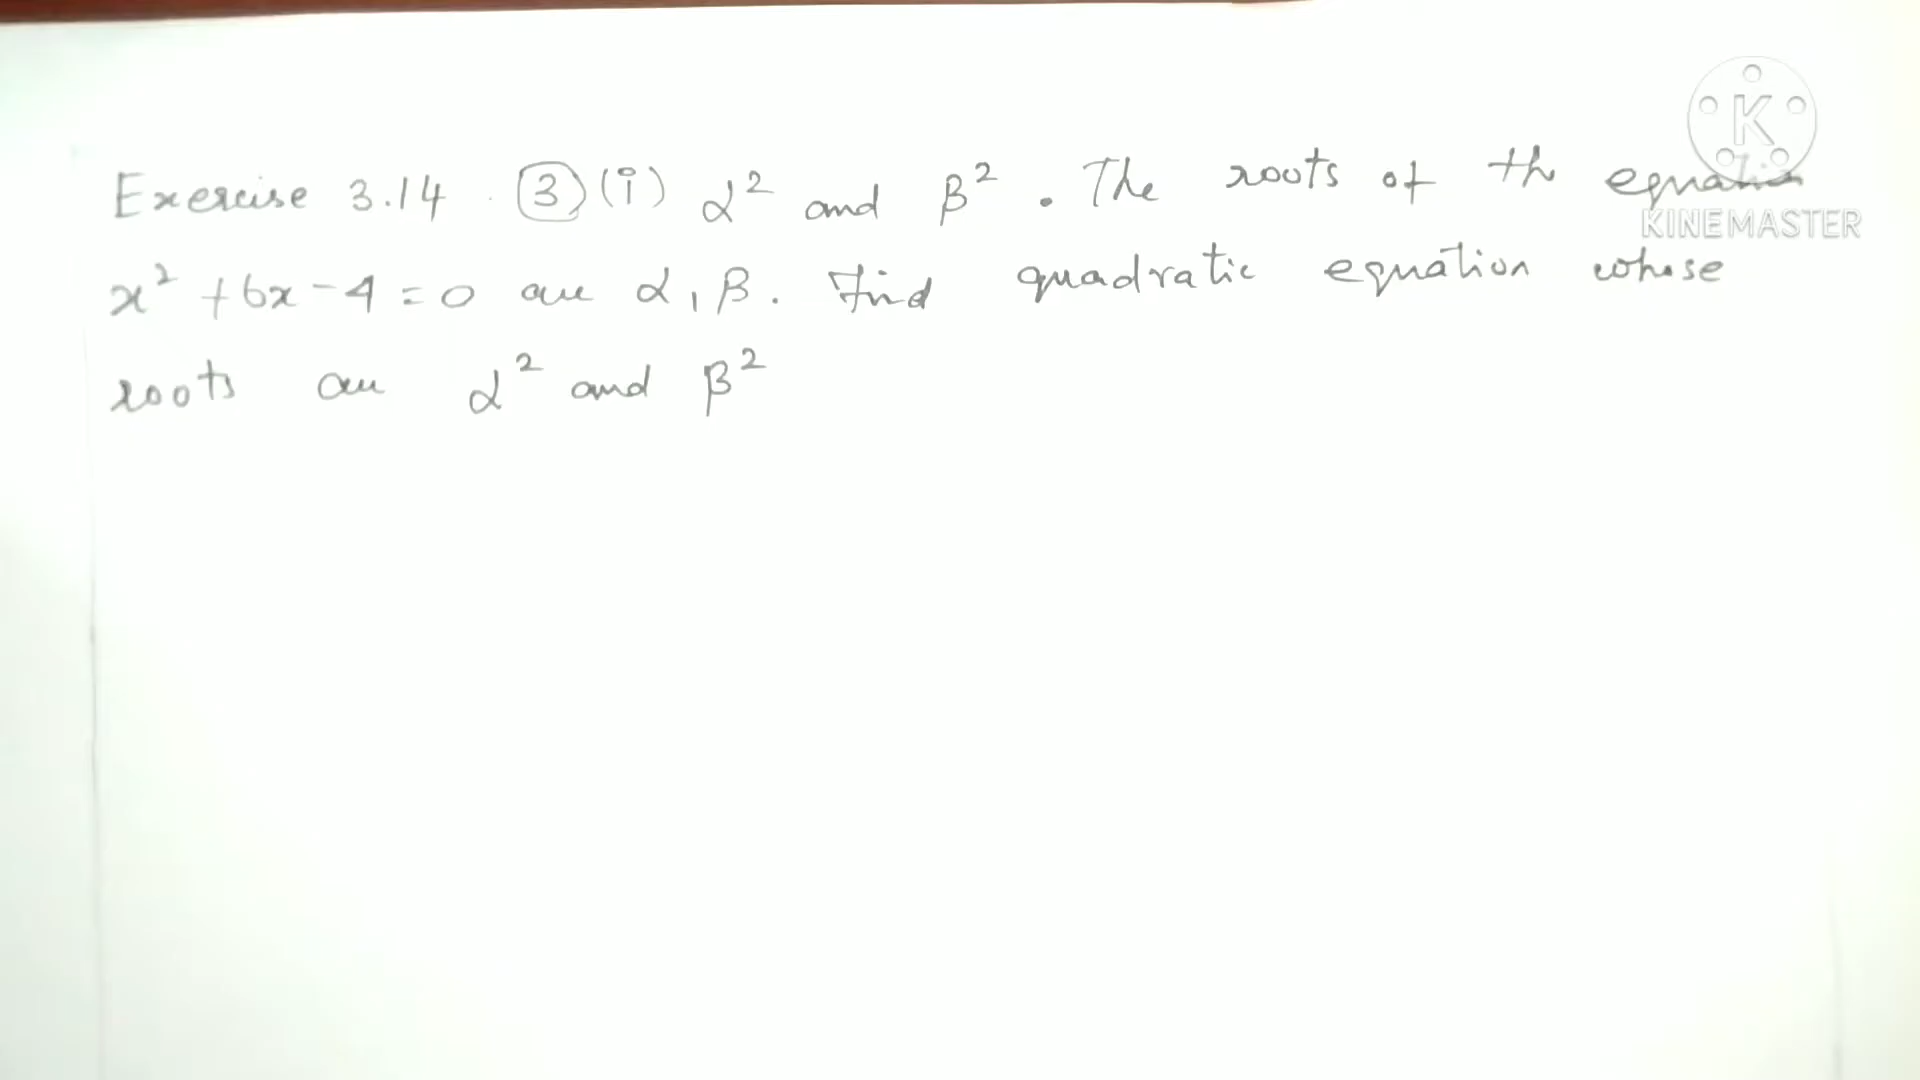 Exercise 3.14 . ③ (i) α² and β² . The roots of th equation
x² + 6x - 4 = 0 are α, β. Find quadratic equation whose
roots are α² and β²
K
KINEMASTER